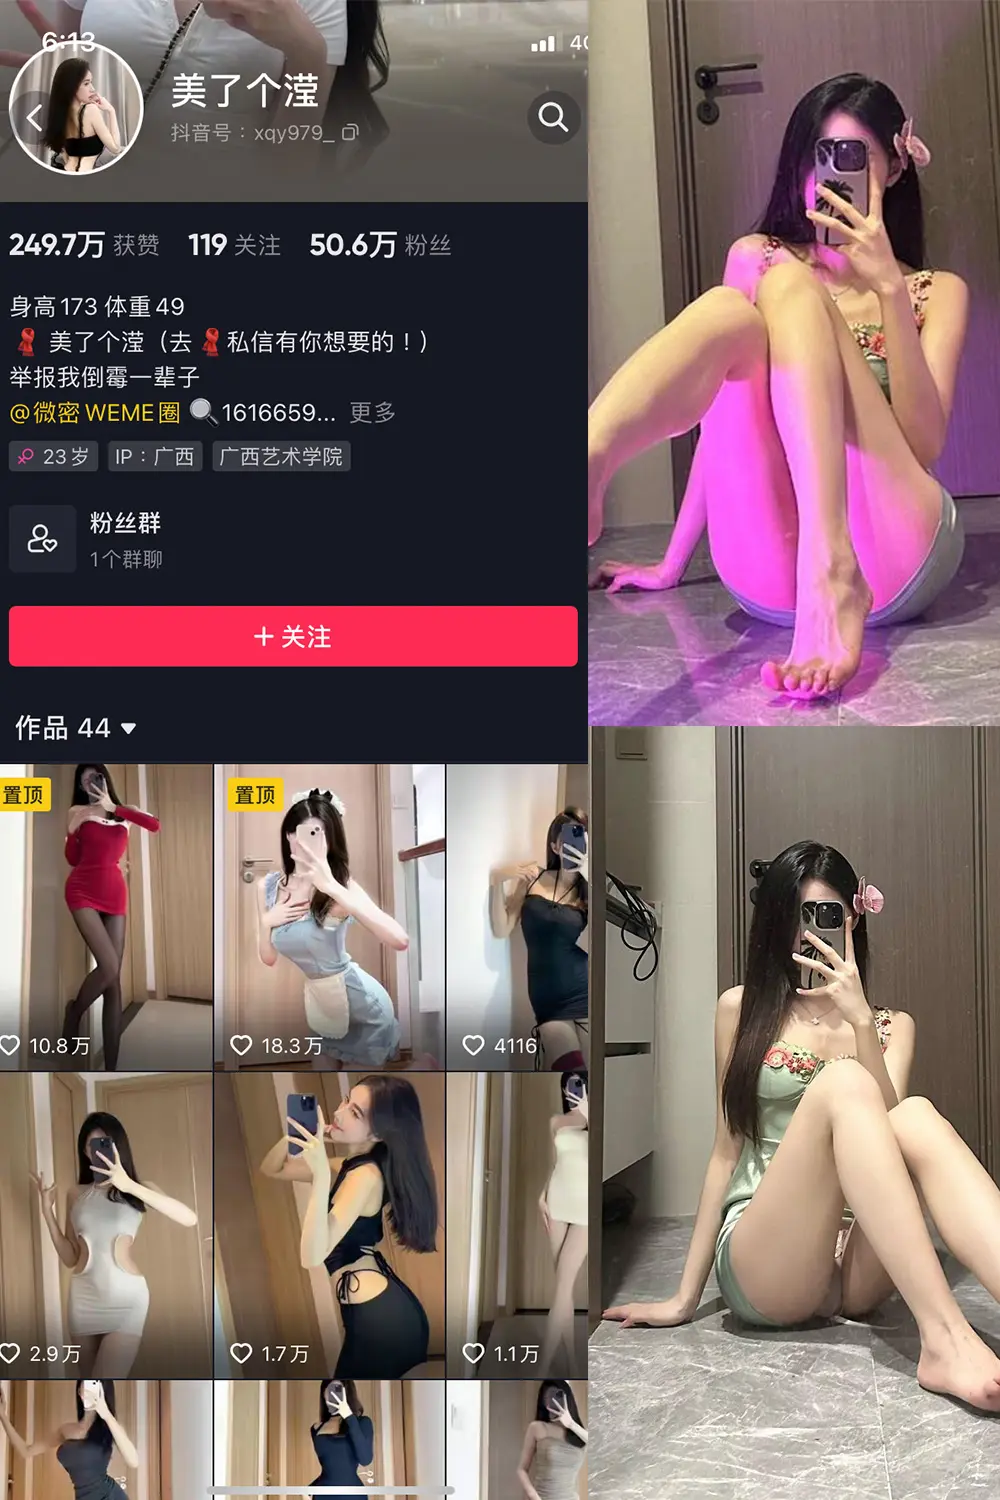 6:13
美了个滢
抖音号：xqy979_
249.7万 获赞 119 关注 50.6万 粉丝
身高173 体重49
美了个滢（去 私信有你想要的！）
举报我倒霉一辈子
@微密 WEME圈 1616659... 更多
23岁 IP：广西 广西艺术学院
粉丝群
1个群聊
+ 关注
作品 44
置顶 置顶
10.8万 18.3万 4116
2.9万 1.7万 1.1万